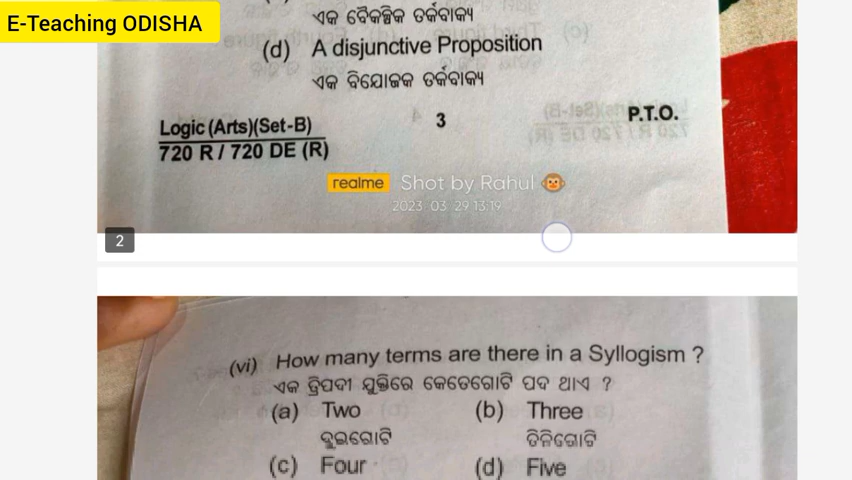 E-Teaching ODISHA
ଏକ ବୈକଳ୍ପିକ ତର୍କବାକ୍ୟ
(d) A disjunctive Proposition
ଏକ ବିଯୋଜକ ତର୍କବାକ୍ୟ
Logic (Arts)(Set-B)
720 R / 720 DE (R)
3
P.T.O.
realme Shot by Rahul 🐵
2023 03 29 13:19
2
(vi) How many terms are there in a Syllogism ?
ଏକ ତ୍ରିପଦୀ ଯୁକ୍ତିରେ କେତେଗୋଟି ପଦ ଥାଏ ?
(a) Two (b) Three
ଦୁଇଗୋଟି ତିନିଗୋଟି
(c) Four (d) Five